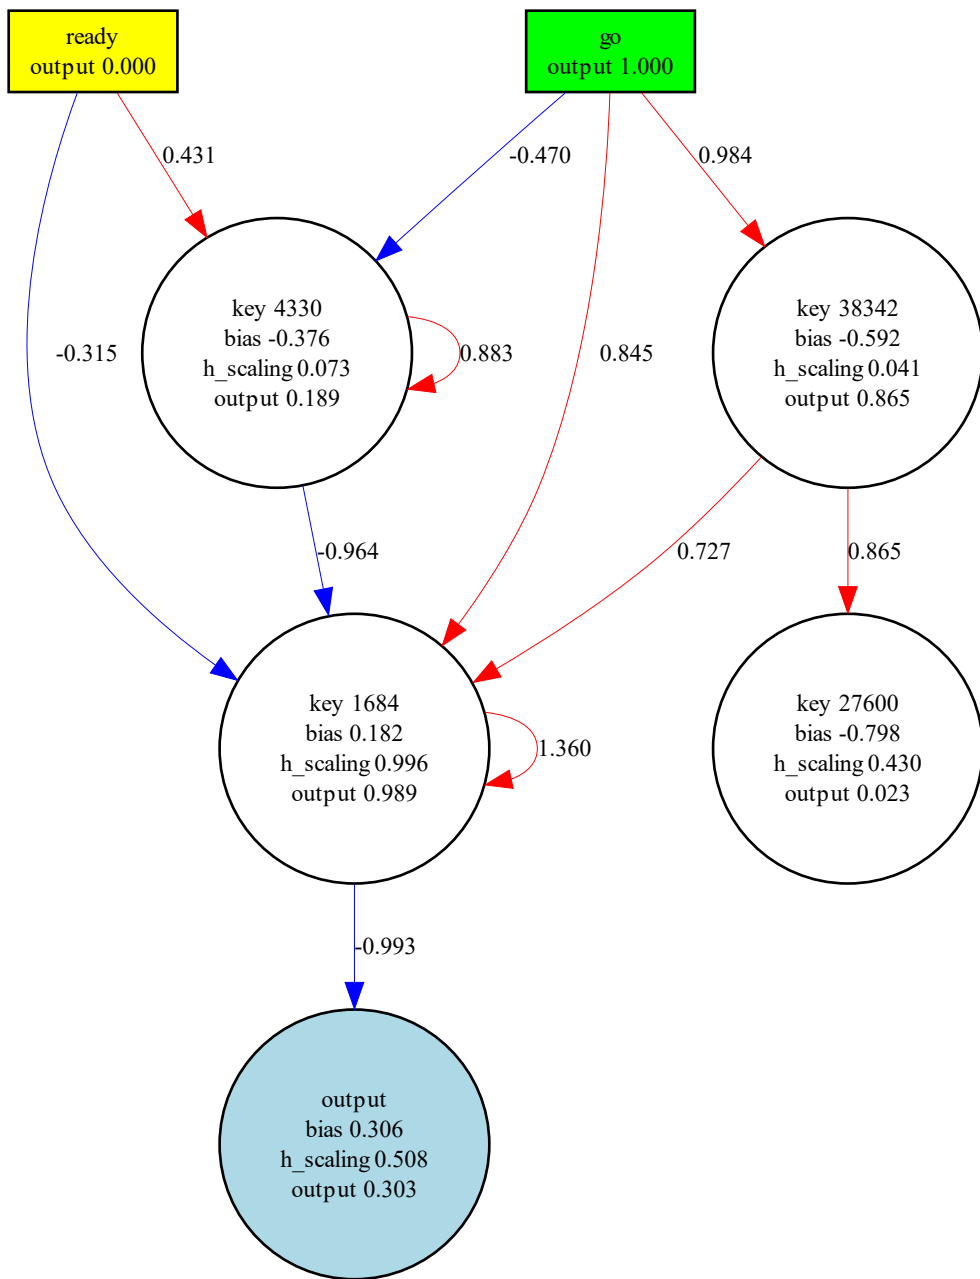 ready
output 0.000
go
output 1.000
0.431
-0.470
0.984
key 4330
bias -0.376
h_scaling 0.073
output 0.189
key 38342
bias -0.592
h_scaling 0.041
output 0.865
-0.315
0.883
0.845
-0.964
0.727
0.865
key 1684
bias 0.182
h_scaling 0.996
output 0.989
1.360
key 27600
bias -0.798
h_scaling 0.430
output 0.023
-0.993
output
bias 0.306
h_scaling 0.508
output 0.303